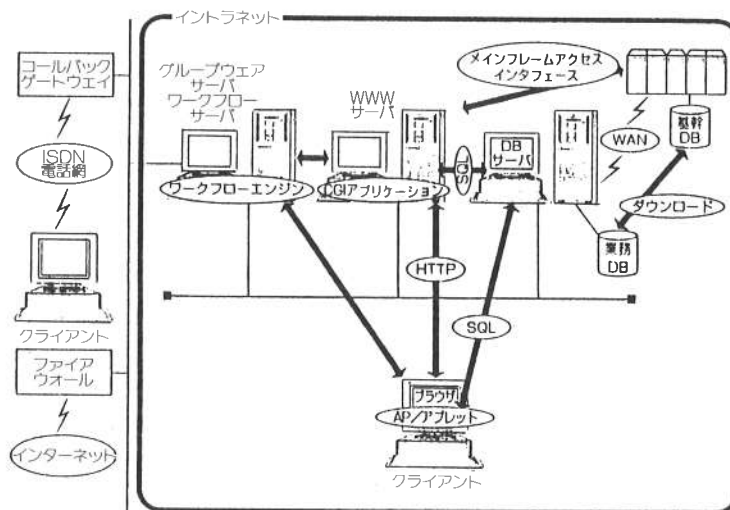 イントラネット
コールバック
ゲートウェイ
ISDN
電話網
クライアント
ファイア
ウォール
インターネット
グループウェア
サーバ
ワークフロー
サーバ
ワークフローエンジン
WWW
サーバ
CGIアプリケーション
SQL
DB
サーバ
メインフレームアクセス
インタフェース
WAN
基幹
DB
ダウンロード
業務
DB
HTTP
SQL
ブラウザ
AP/アプレット
クライアント